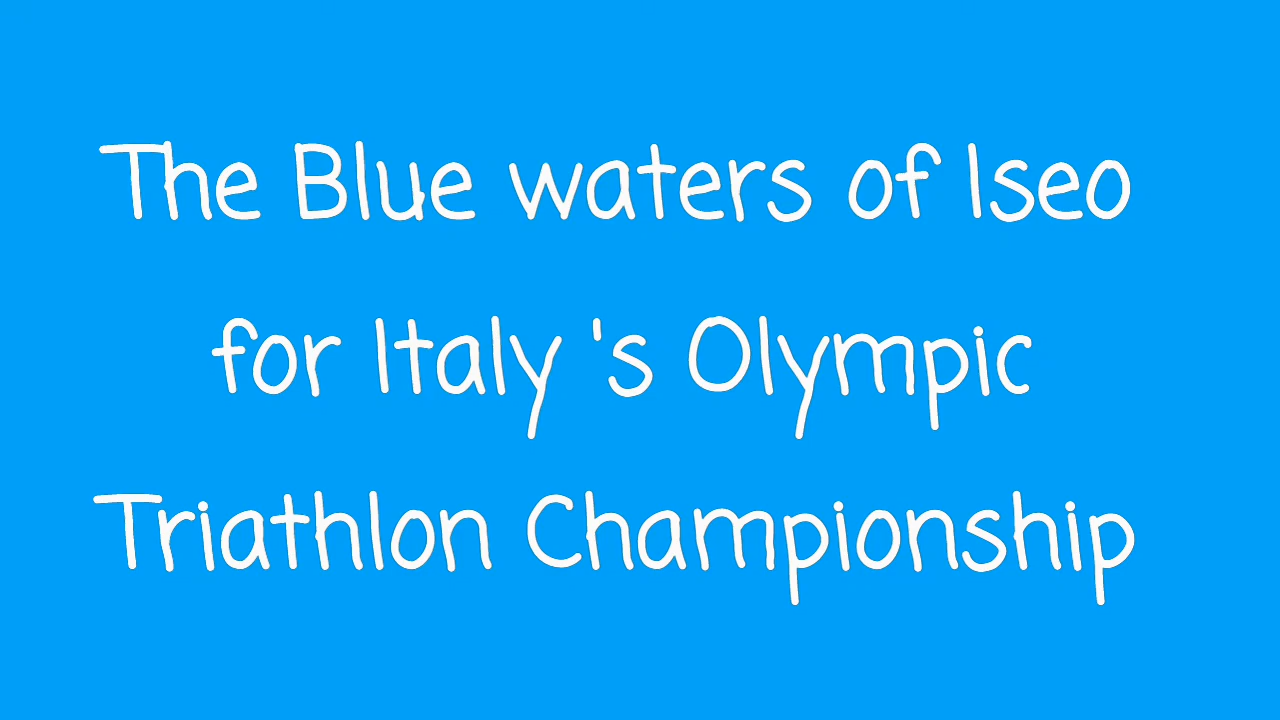 The Blue waters of Iseo
for Italy 's Olympic
Triathlon Championship